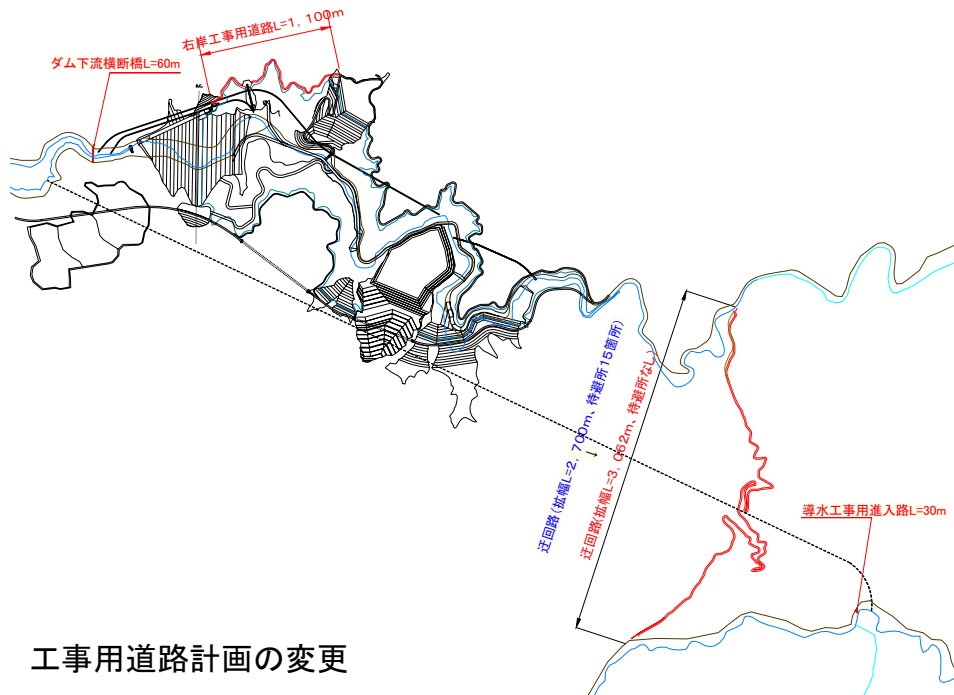 右岸工事用道路L=1,100m
ダム下流横断橋L=60m
迂回路(拡幅L=2,700m、待避所15箇所)
↓
迂回路(拡幅L=3,062m、待避所なし)
導水工事用進入路L=30m
工事用道路計画の変更